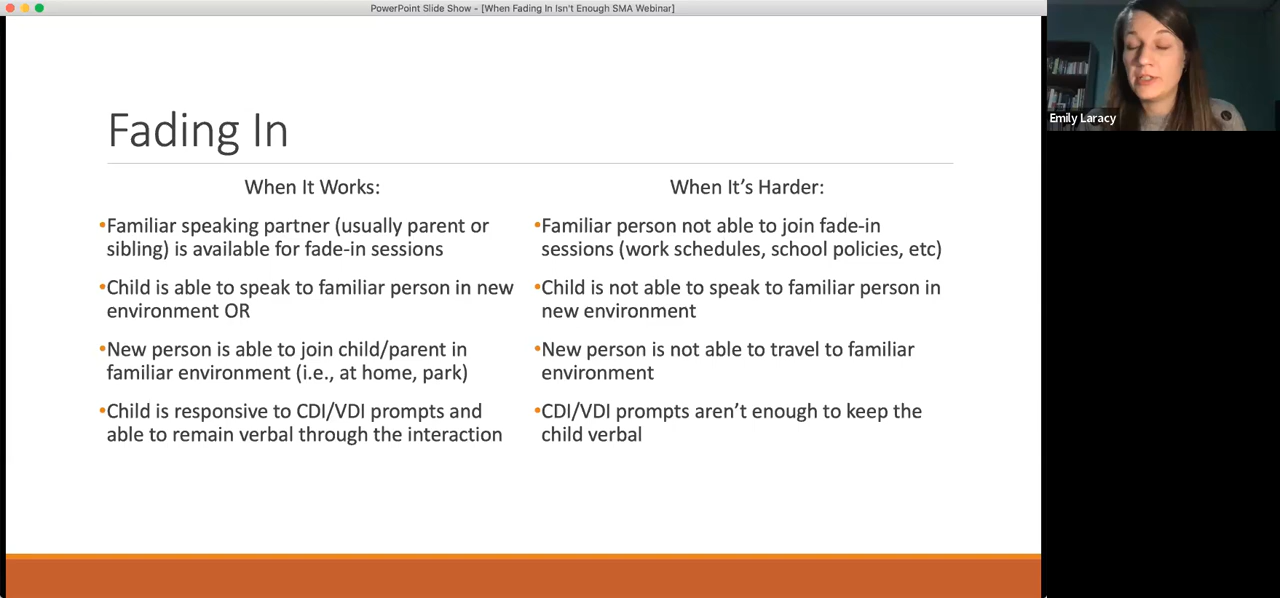 PowerPoint Slide Show - [When Fading In Isn't Enough SMA Webinar]
Fading In
When It Works:
•Familiar speaking partner (usually parent or
sibling) is available for fade-in sessions
•Child is able to speak to familiar person in new
environment OR
•New person is able to join child/parent in
familiar environment (i.e., at home, park)
•Child is responsive to CDI/VDI prompts and
able to remain verbal through the interaction
When It’s Harder:
•Familiar person not able to join fade-in
sessions (work schedules, school policies, etc)
•Child is not able to speak to familiar person in
new environment
•New person is not able to travel to familiar
environment
•CDI/VDI prompts aren’t enough to keep the
child verbal
Emily Laracy